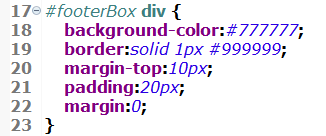 17 #footerBox div {
18 background-color:#777777;
19 border:solid 1px #999999;
20 margin-top:10px;
21 padding:20px;
22 margin:0;
23 }